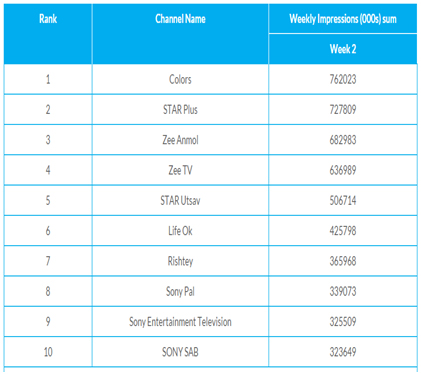 Rank Channel Name Weekly Impressions (000s) sum
Week 2
1 Colors 762023
2 STAR Plus 727809
3 Zee Anmol 682983
4 Zee TV 636989
5 STAR Utsav 506714
6 Life Ok 425798
7 Rishtey 365968
8 Sony Pal 339073
9 Sony Entertainment Television 325509
10 SONY SAB 323649